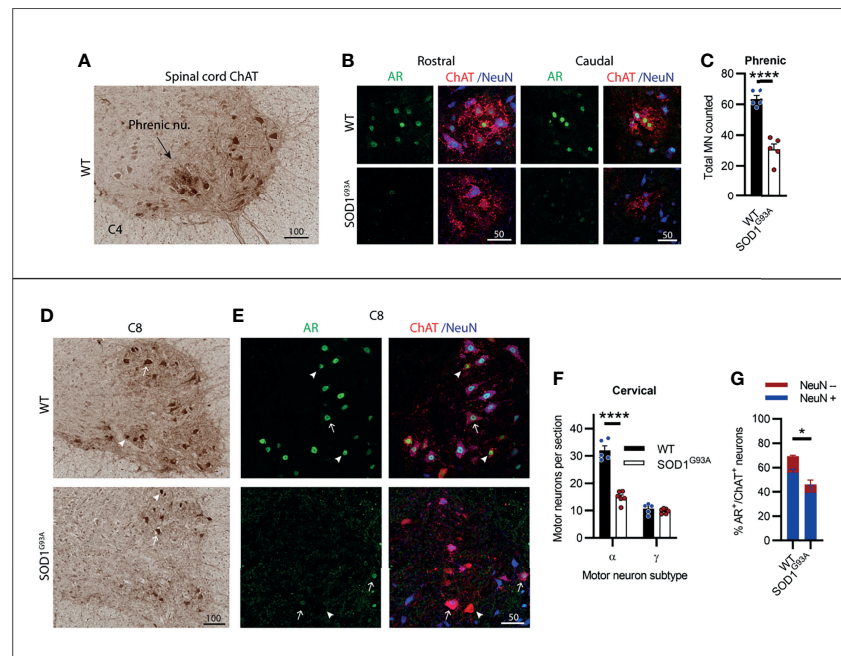 A
Spinal cord ChAT
WT
Phrenic nu.
C4
100
B
Rostral
Caudal
AR
ChAT /NeuN
AR
ChAT /NeuN
WT
SOD1G93A
50
50
C
Phrenic
****
Total MN counted
80
60
40
20
0
WT
SOD1G93A
D
C8
WT
SOD1G93A
100
E
C8
AR
ChAT /NeuN
50
F
Cervical
****
WT
SOD1G93A
Motor neurons per section
40
30
20
10
0
α
γ
Motor neuron subtype
G
NeuN --
NeuN +
*
% AR+/ChAT+ neurons
100
80
60
40
20
0
WT
SOD1G93A